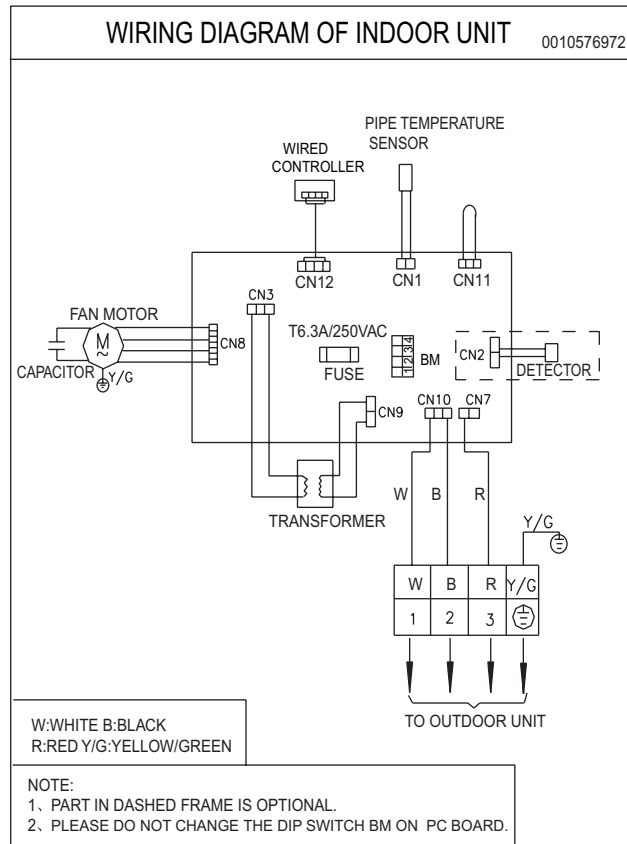 WIRING DIAGRAM OF INDOOR UNIT 0010576972
PIPE TEMPERATURE
SENSOR
WIRED
CONTROLLER
CN12
CN1
CN11
CN3
FAN MOTOR
M
~
CAPACITOR
Y/G
CN8
T6.3A/250VAC
FUSE
1 2 3 4
BM
CN2
DETECTOR
CN10
CN7
CN9
TRANSFORMER
W
B
R
Y/G
W B R Y/G
1 2 3
TO OUTDOOR UNIT
W:WHITE B:BLACK
R:RED Y/G:YELLOW/GREEN
NOTE:
1、PART IN DASHED FRAME IS OPTIONAL.
2、PLEASE DO NOT CHANGE THE DIP SWITCH BM ON PC BOARD.